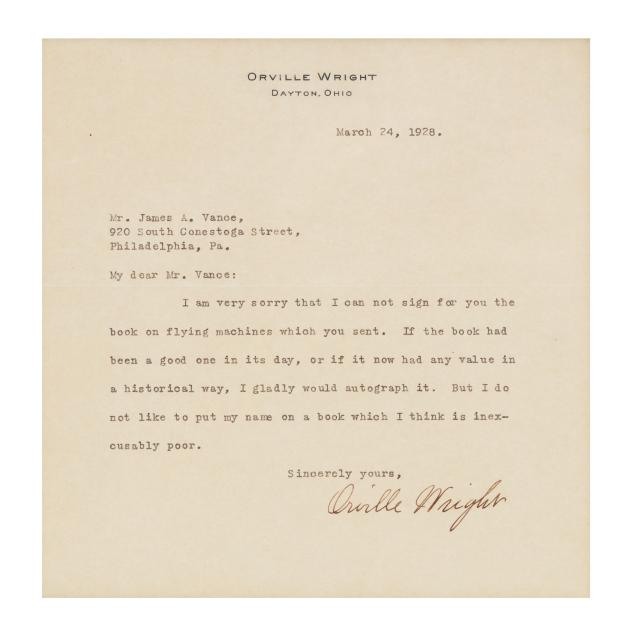 ORVILLE WRIGHT
DAYTON, OHIO
March 24, 1928.
Mr. James A. Vance,
920 South Conestoga Street,
Philadelphia, Pa.
My dear Mr. Vance:
I am very sorry that I can not sign for you the
book on flying machines which you sent. If the book had
been a good one in its day, or if it now had any value in
a historical way, I gladly would autograph it. But I do
not like to put my name on a book which I think is inex-
cusably poor.
Sincerely yours,
Orville Wright